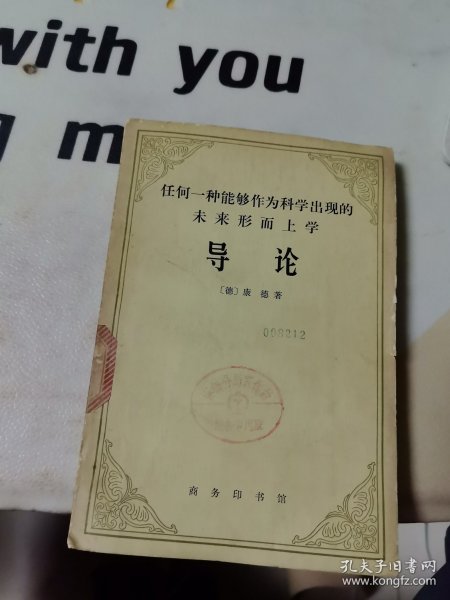 with you
g m
任何一种能够作为科学出现的
未来形而上学
导论
〔德〕康德著
008212
商务印书馆
孔夫子旧书网
www.kongfz.com